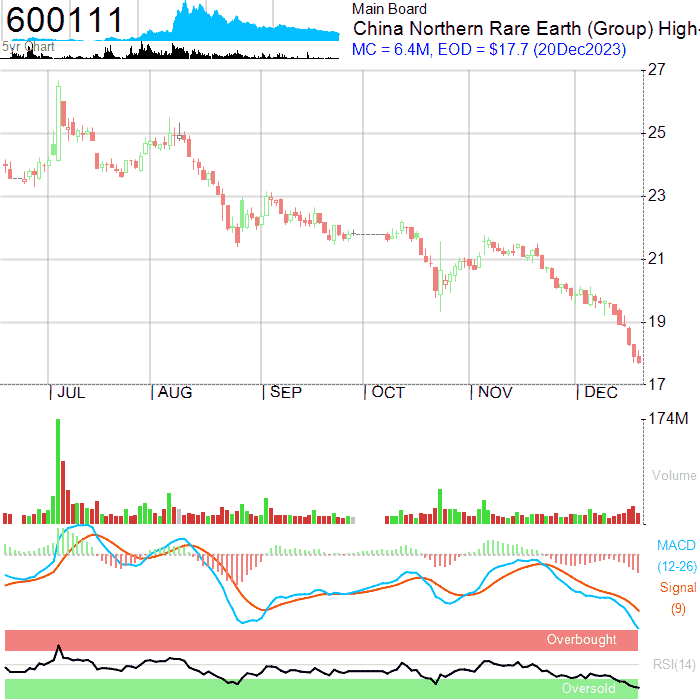 600111
5yr Chart
Main Board
China Northern Rare Earth (Group) High-
MC = 6.4M, EOD = $17.7 (20Dec2023)
27
25
23
21
19
17
JUL AUG SEP OCT NOV DEC
174M
Volume
MACD
(12-26)
Signal
(9)
Overbought
RSI(14)
Oversold